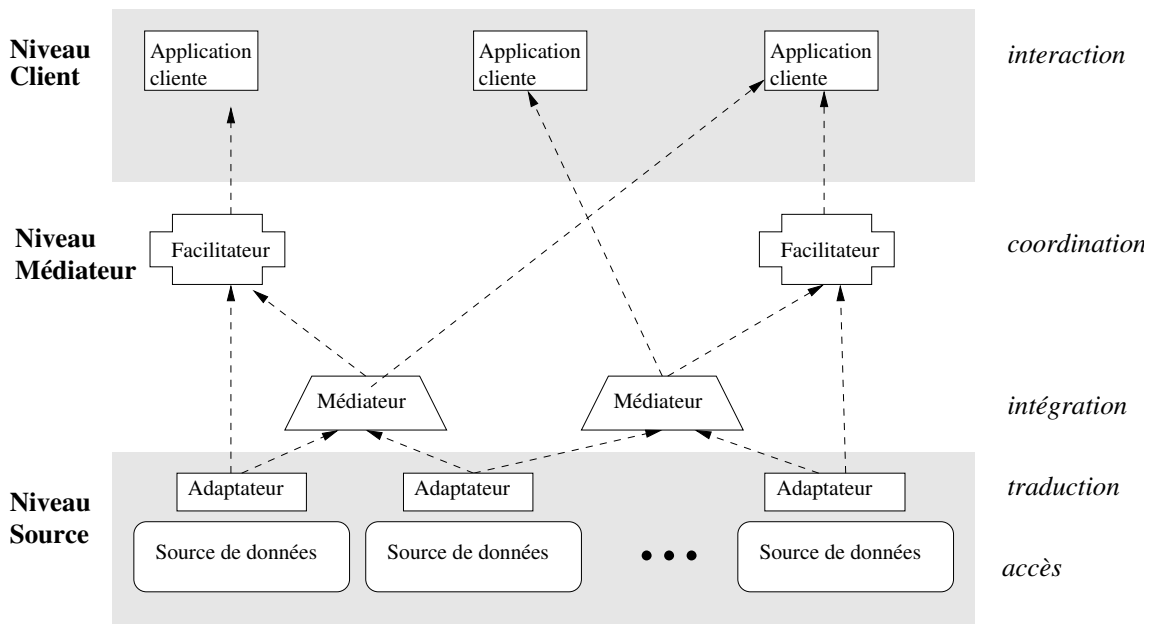 Niveau
Client
Application
cliente
Application
cliente
Application
cliente
interaction
Niveau
Médiateur
Facilitateur
Facilitateur
coordination
Médiateur
Médiateur
intégration
Niveau
Source
Adaptateur
Adaptateur
Adaptateur
traduction
Source de données
Source de données
Source de données
accès